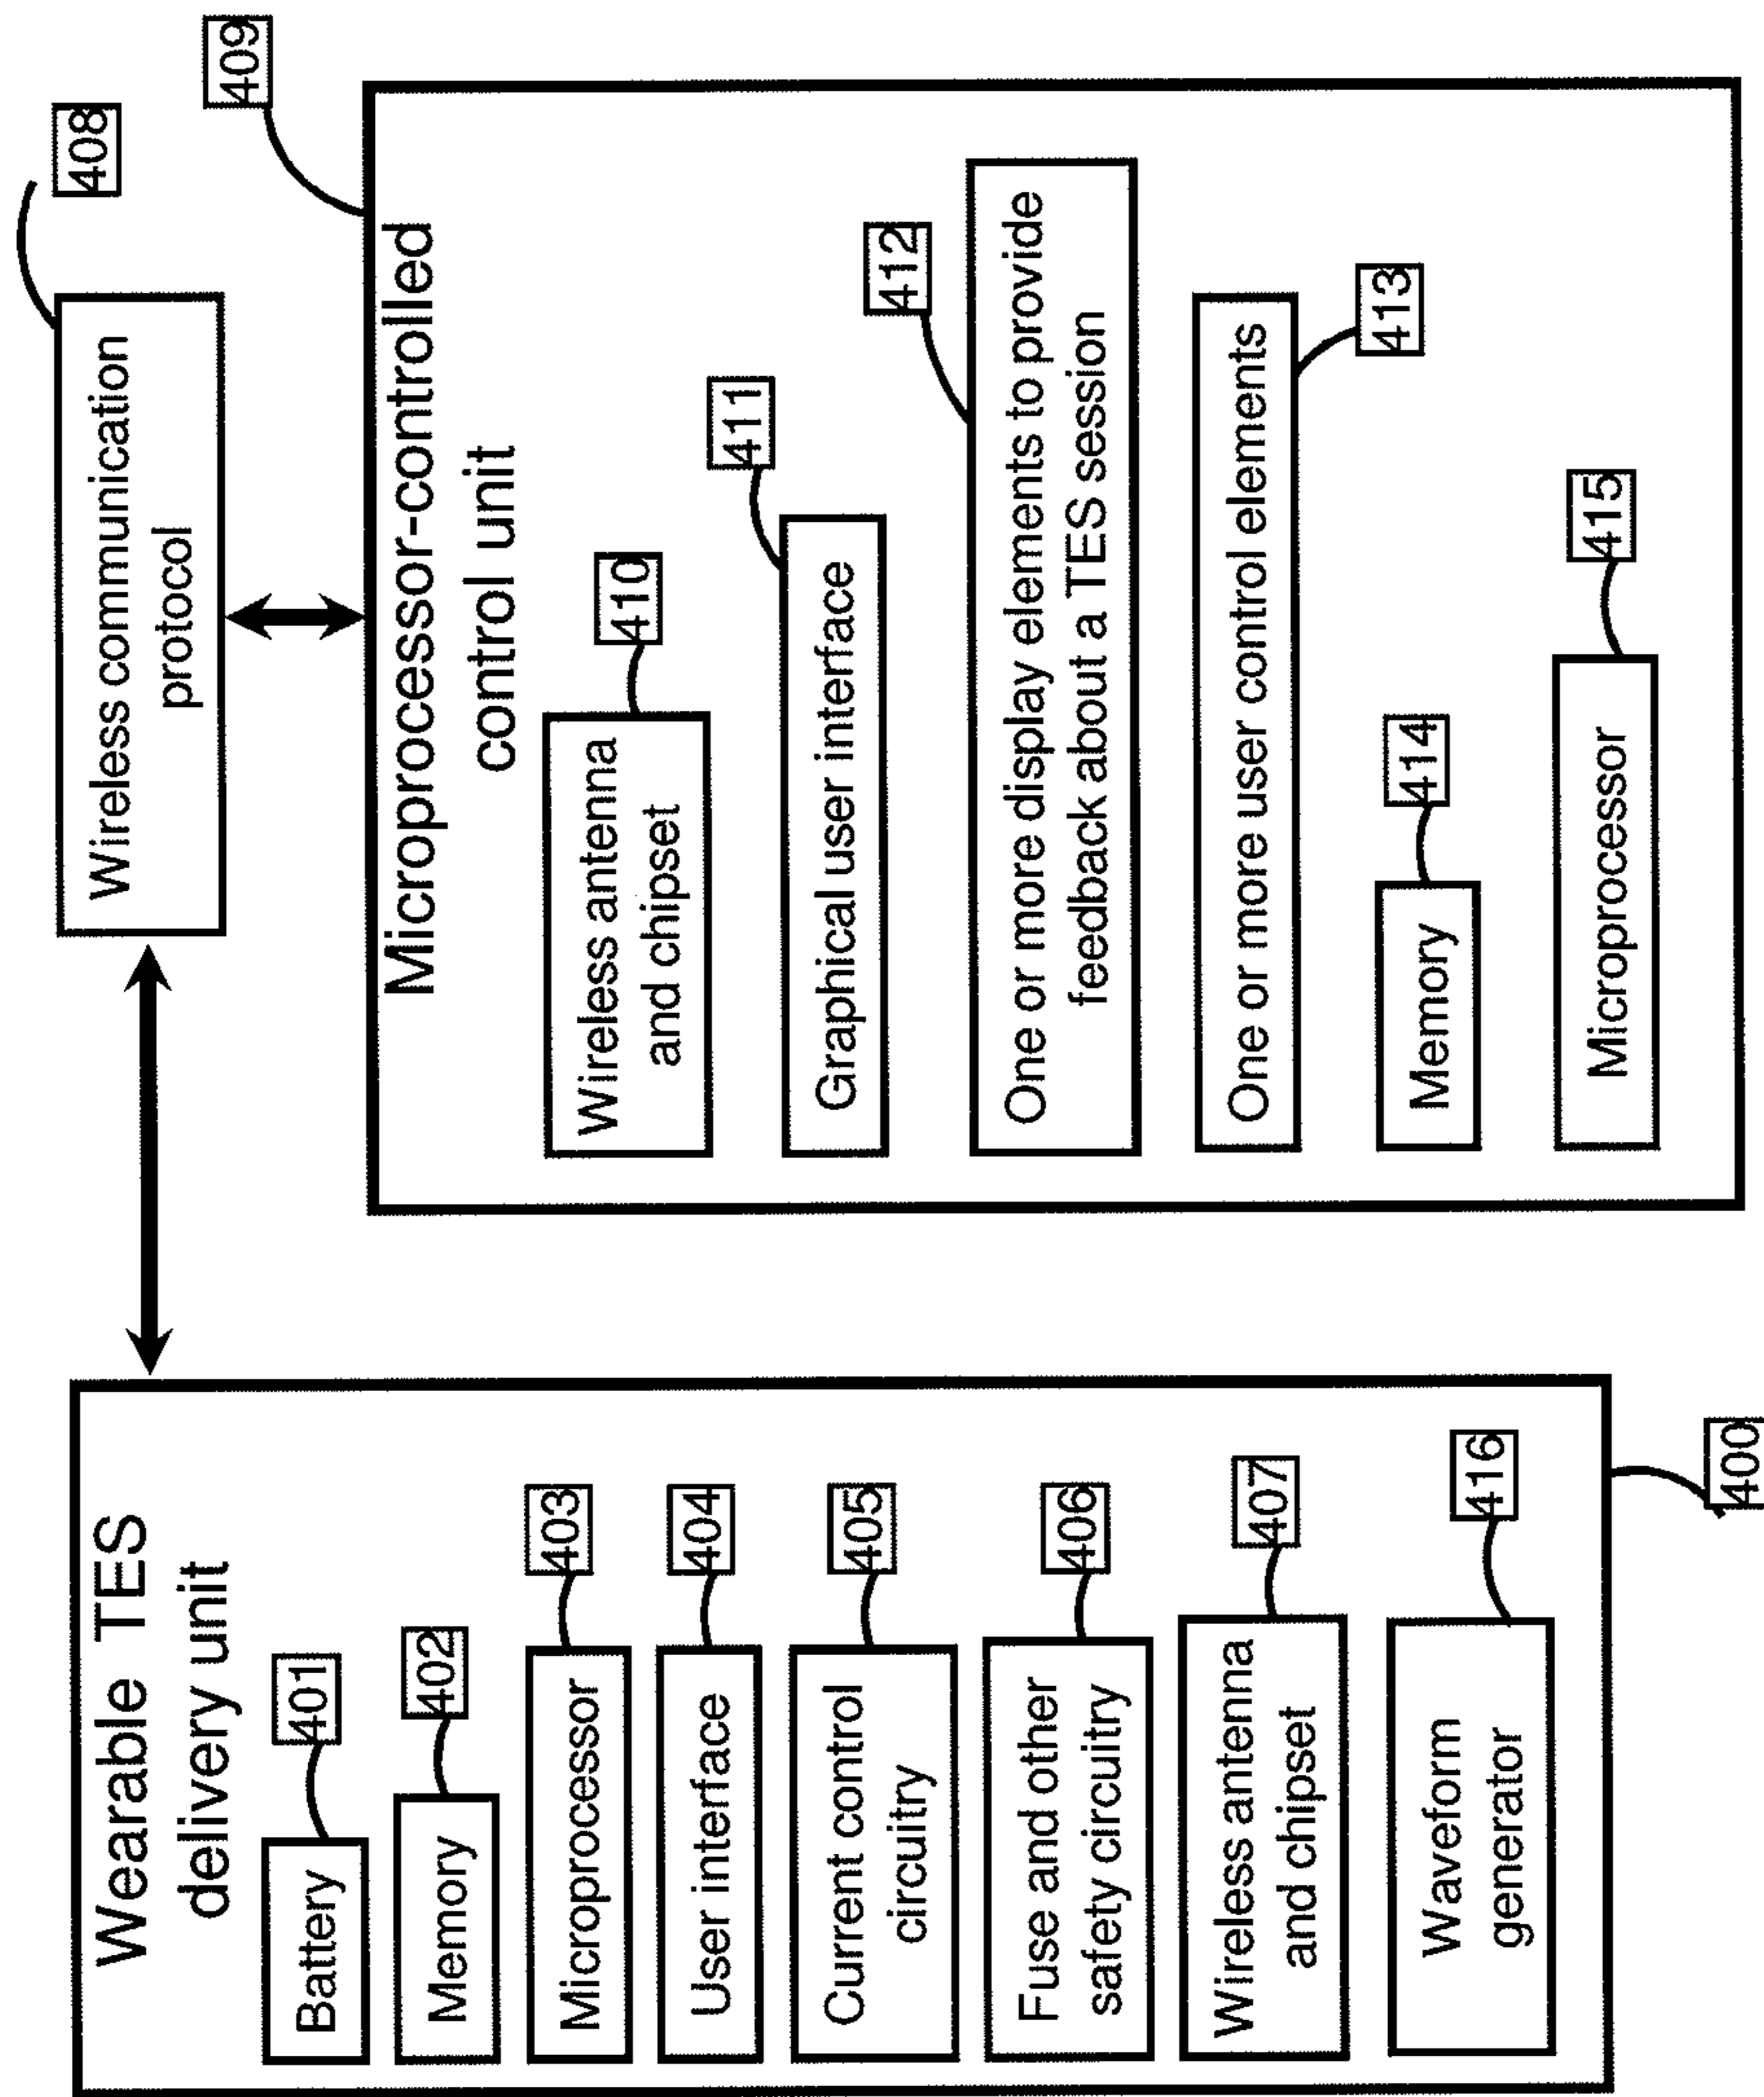 Wearable TES
delivery unit
Battery
401
Memory
402
Microprocessor
403
User interface
404
Current control
circuitry
405
Fuse and other
safety circuitry
406
Wireless antenna
and chipset
407
Waveform
generator
416
400
Wireless communication
protocol
408
409
Microprocessor-controlled
control unit
Wireless antenna
and chipset
410
Graphical user interface
411
One or more display elements to provide
feedback about a TES session
412
One or more user control elements
413
Memory
414
Microprocessor
415